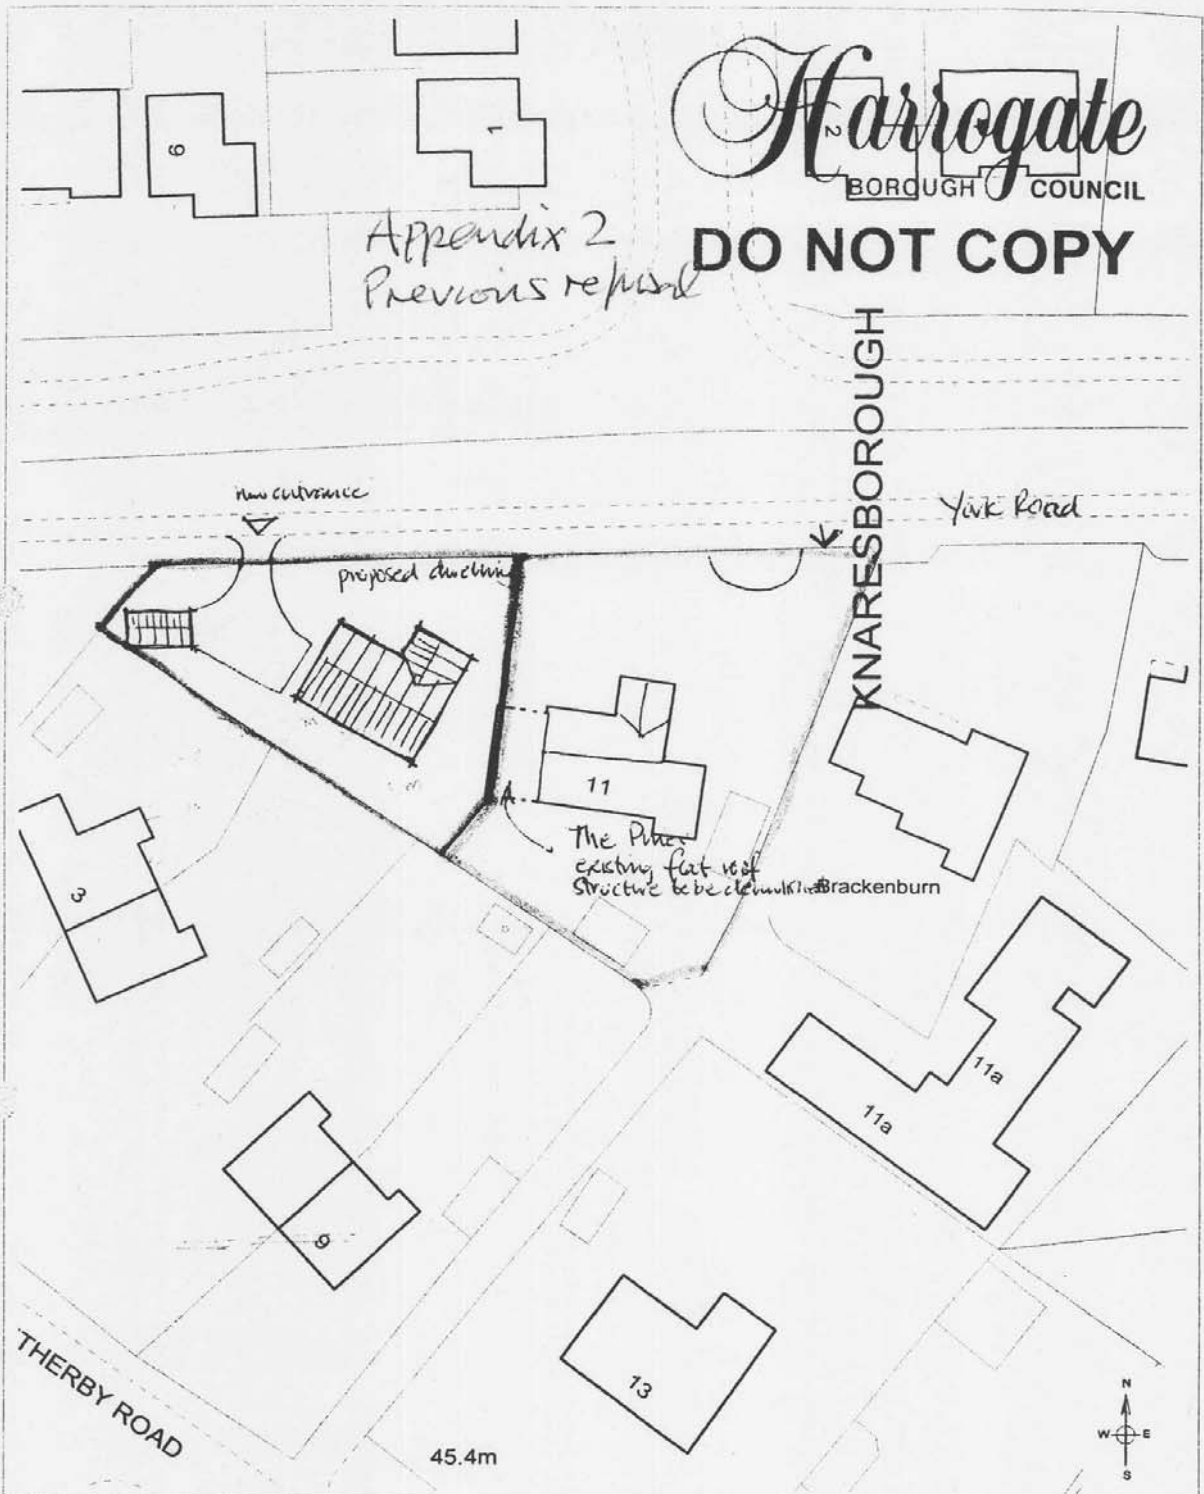 Harrogate
BOROUGH COUNCIL
DO NOT COPY
6
1
2
Appendix 2
Previous refusal
KNARESBOROUGH
new entrance
York Road
proposed dwelling
11
The Pines
existing flat roof
structure to be demolished
Brackenburn
3
11a
11a
9
13
THERBY ROAD
45.4m
N
W E
S